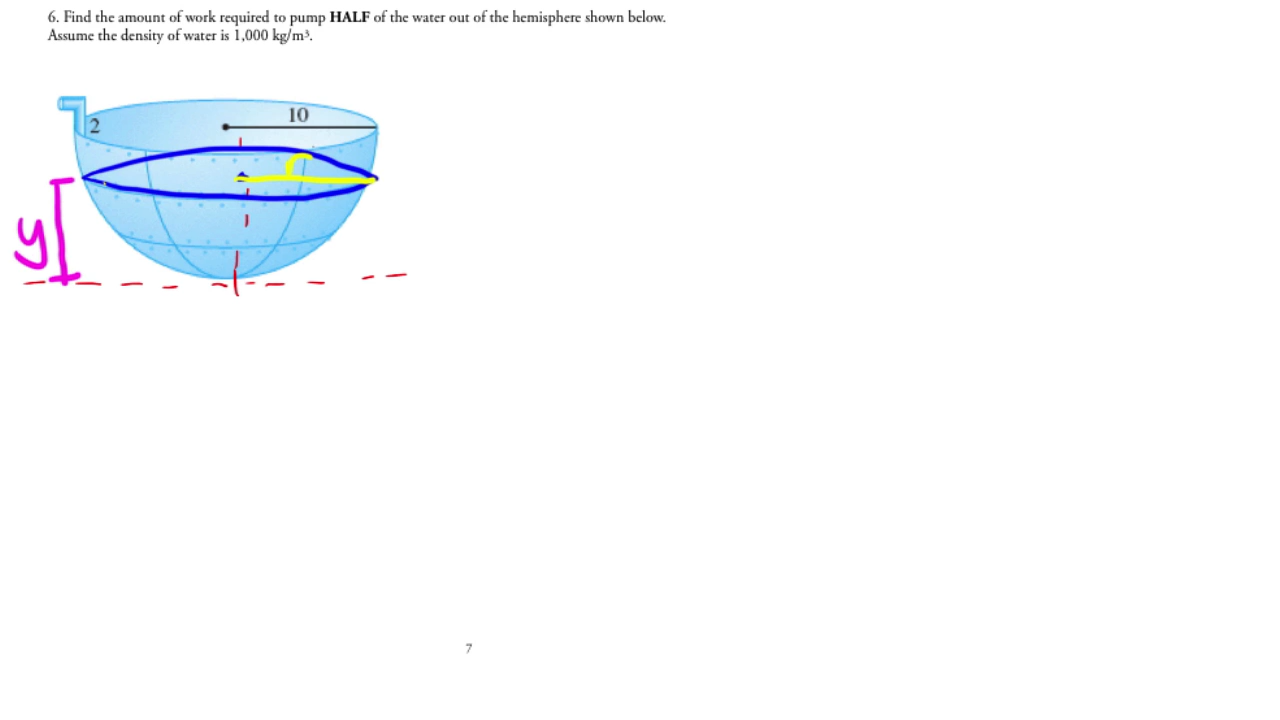 6. Find the amount of work required to pump HALF of the water out of the hemisphere shown below.
Assume the density of water is 1,000 kg/m³.
10
2
r
y
7